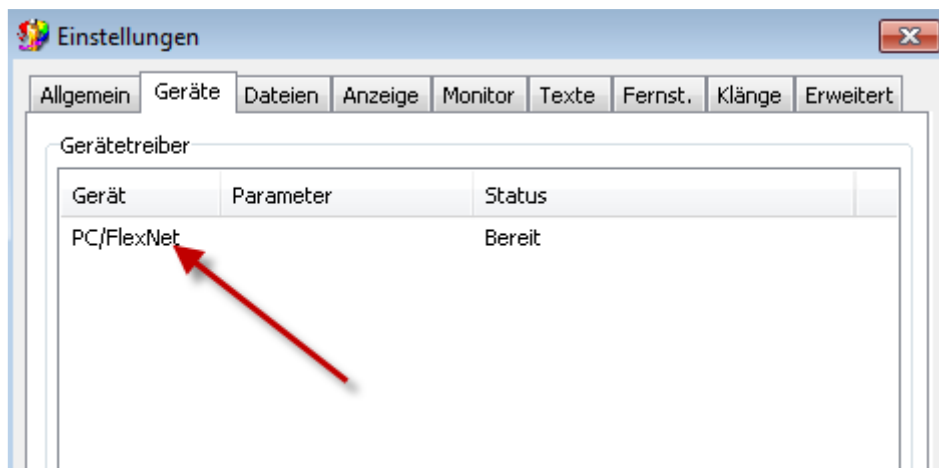 Einstellungen
Allgemein Geräte Dateien Anzeige Monitor Texte Fernst. Klänge Erweitert
Gerätetreiber
Gerät Parameter Status
PC/FlexNet Bereit